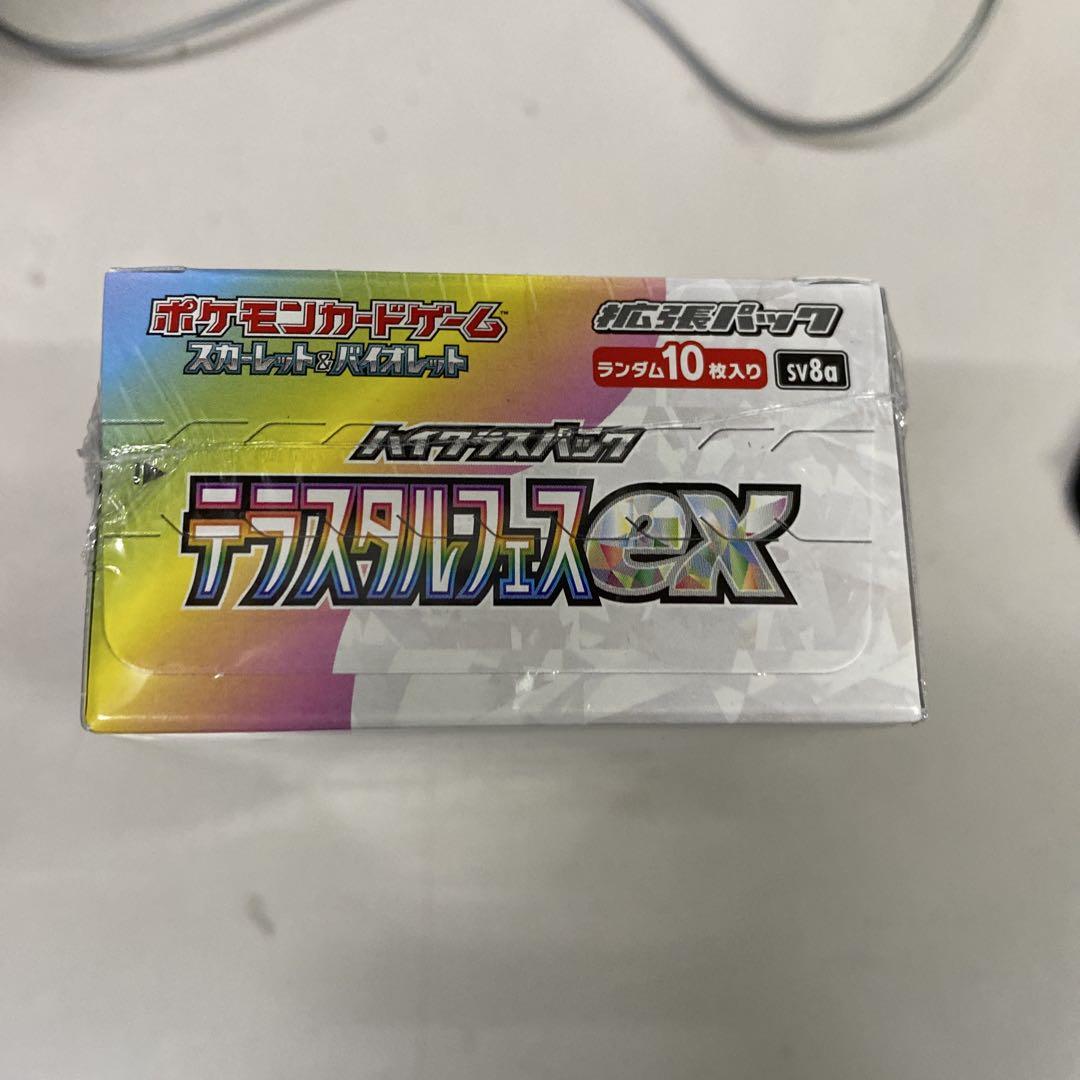 ポケモンカードゲーム™
スカーレット&バイオレット
拡張パック
ランダム10枚入り
SV8a
ハイクラスパック
テラスタルフェスex